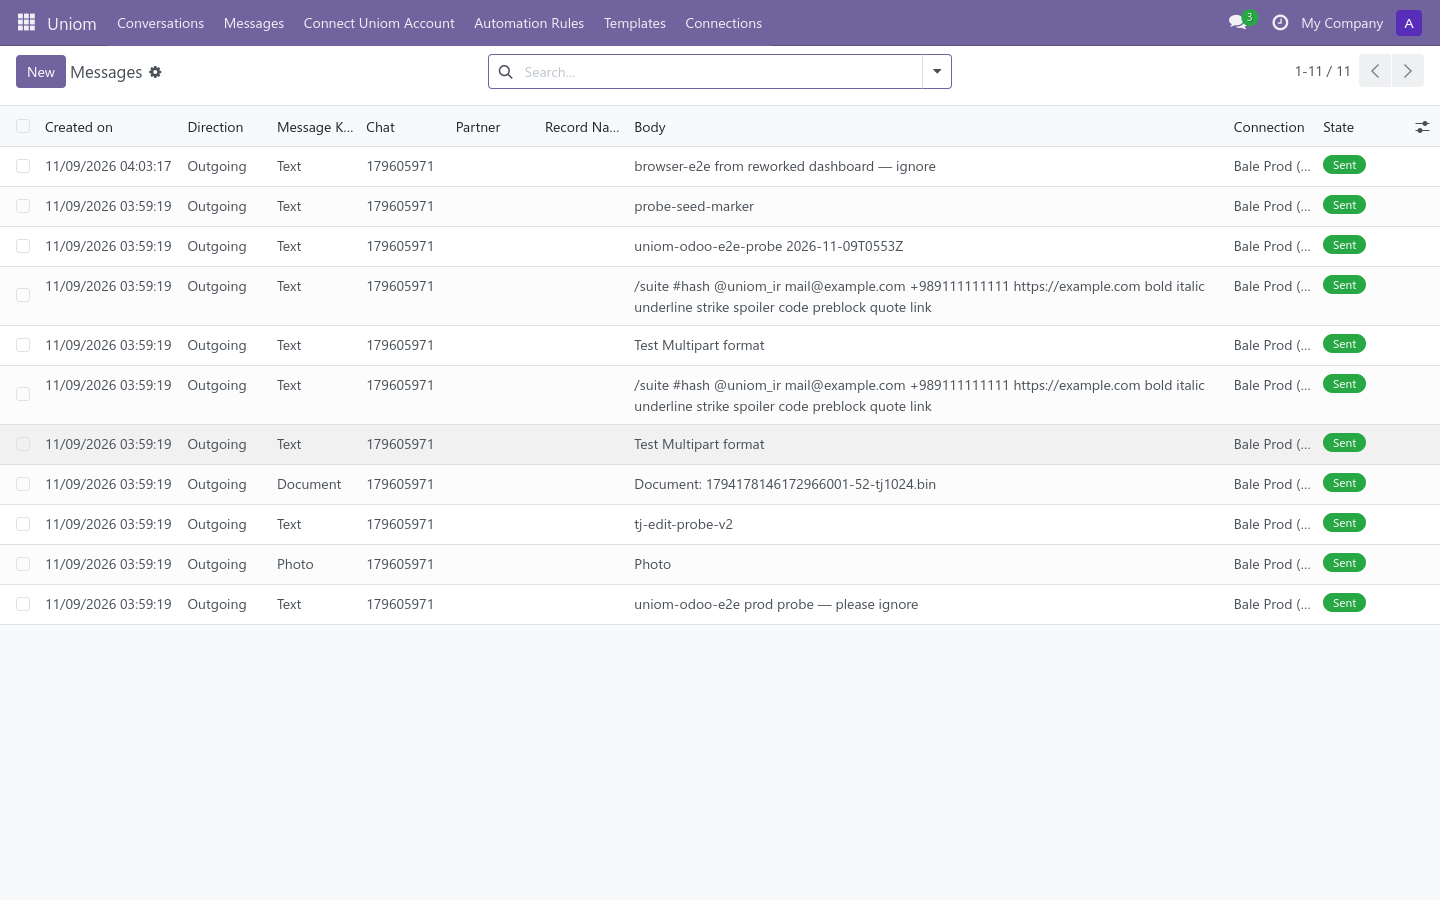 Uniom Conversations Messages Connect Uniom Account Automation Rules Templates Connections 3 My Company A
New Messages Search... 1-11 / 11
Created on Direction Message K... Chat Partner Record Na... Body Connection State
11/09/2026 04:03:17 Outgoing Text 179605971 browser-e2e from reworked dashboard — ignore Bale Prod (... Sent
11/09/2026 03:59:19 Outgoing Text 179605971 probe-seed-marker Bale Prod (... Sent
11/09/2026 03:59:19 Outgoing Text 179605971 uniom-odoo-e2e-probe 2026-11-09T0553Z Bale Prod (... Sent
11/09/2026 03:59:19 Outgoing Text 179605971 /suite #hash @uniom_ir mail@example.com +989111111111 https://example.com bold italic Bale Prod (... Sent
underline strike spoiler code preblock quote link
11/09/2026 03:59:19 Outgoing Text 179605971 Test Multipart format Bale Prod (... Sent
11/09/2026 03:59:19 Outgoing Text 179605971 /suite #hash @uniom_ir mail@example.com +989111111111 https://example.com bold italic Bale Prod (... Sent
underline strike spoiler code preblock quote link
11/09/2026 03:59:19 Outgoing Text 179605971 Test Multipart format Bale Prod (... Sent
11/09/2026 03:59:19 Outgoing Document 179605971 Document: 1794178146172966001-52-tj1024.bin Bale Prod (... Sent
11/09/2026 03:59:19 Outgoing Text 179605971 tj-edit-probe-v2 Bale Prod (... Sent
11/09/2026 03:59:19 Outgoing Photo 179605971 Photo Bale Prod (... Sent
11/09/2026 03:59:19 Outgoing Text 179605971 uniom-odoo-e2e prod probe — please ignore Bale Prod (... Sent